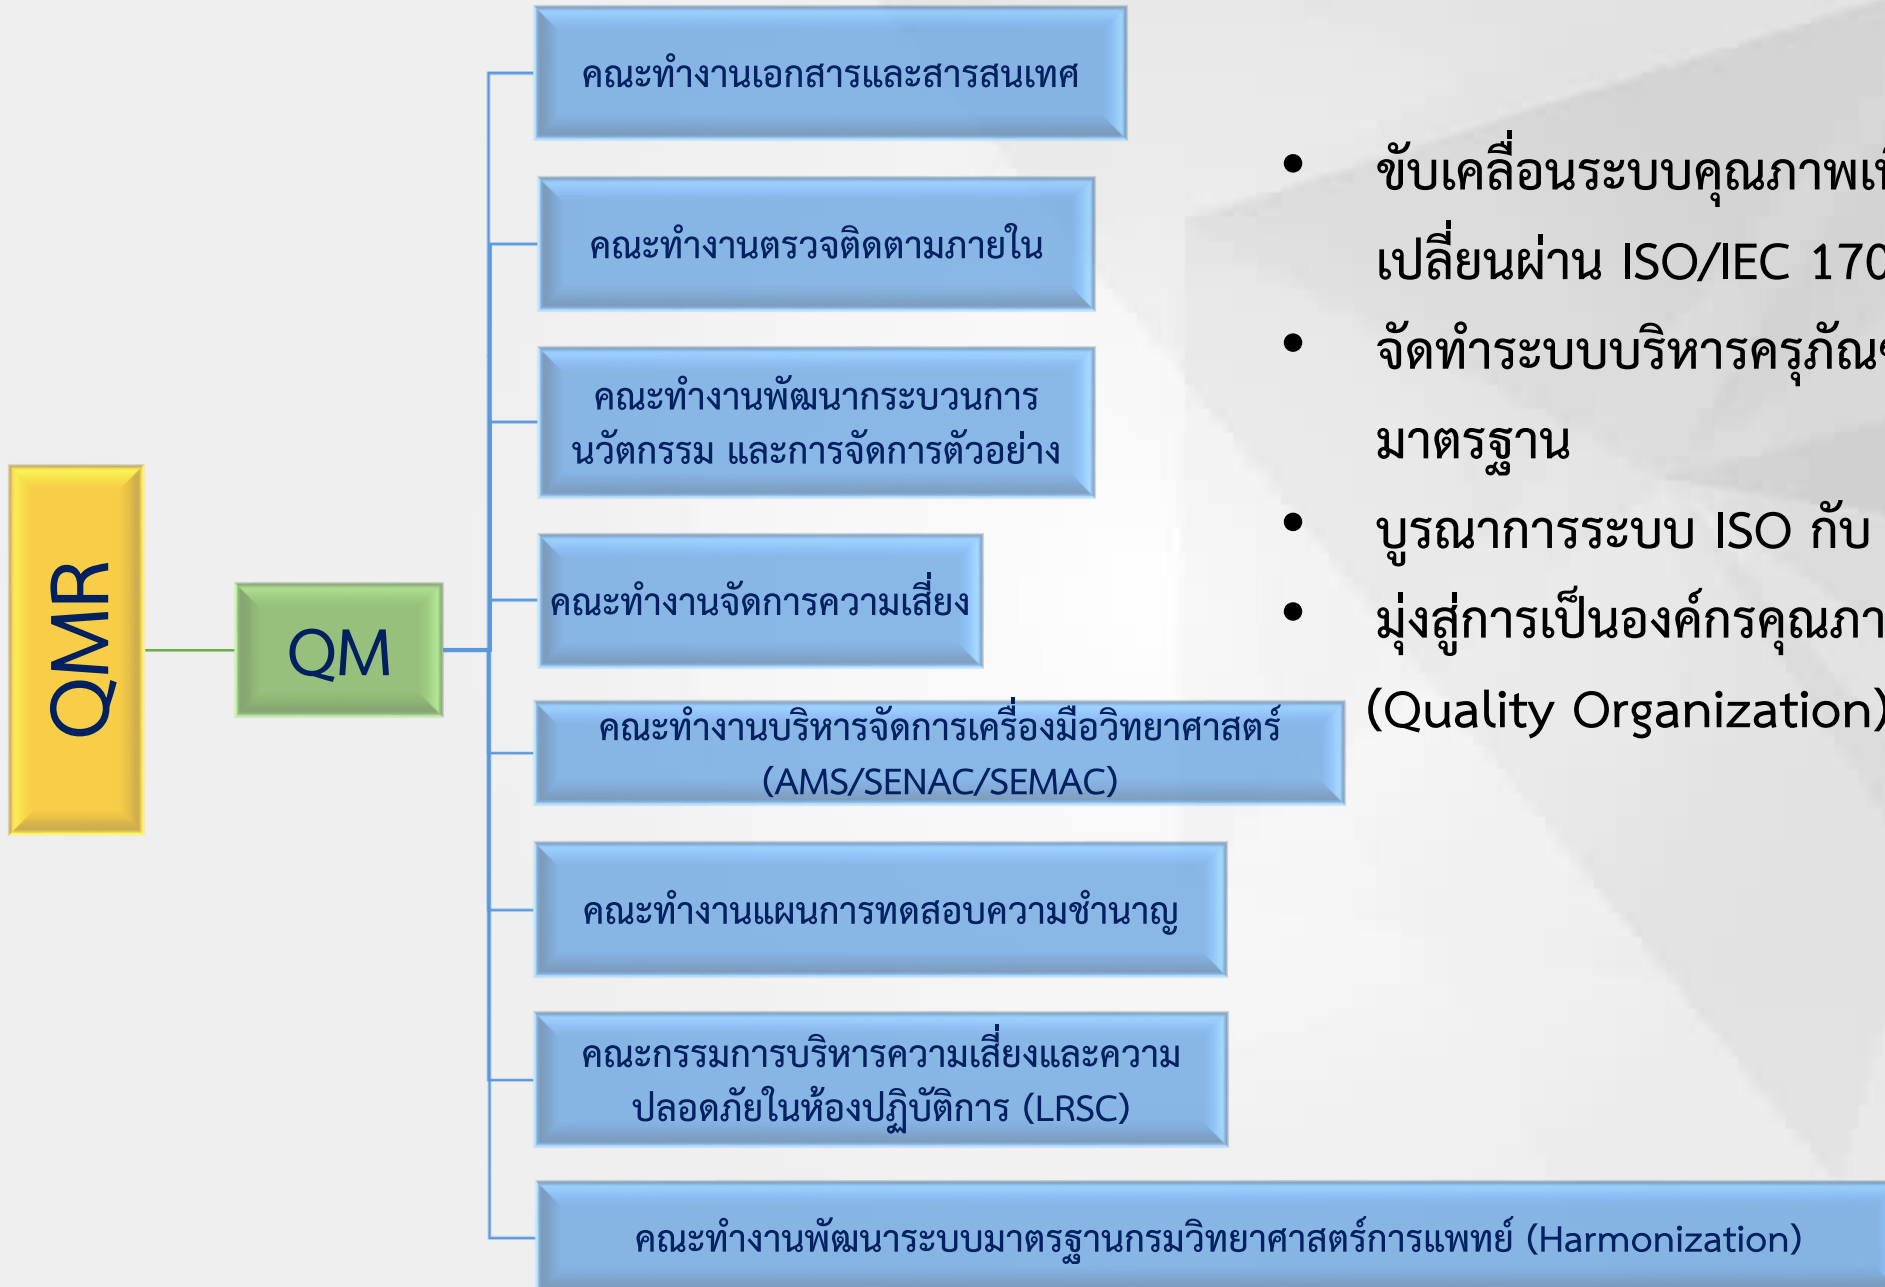 QMR
QM
คณะทำงานเอกสารและสารสนเทศ
คณะทำงานตรวจติดตามภายใน
คณะทำงานพัฒนากระบวนการ
นวัตกรรม และการจัดการตัวอย่าง
คณะทำงานจัดการความเสี่ยง
คณะทำงานบริหารจัดการเครื่องมือวิทยาศาสตร์
(AMS/SENAC/SEMAC)
คณะทำงานแผนการทดสอบความชำนาญ
คณะกรรมการบริหารความเสี่ยงและความ
ปลอดภัยในห้องปฏิบัติการ (LRSC)
คณะทำงานพัฒนาระบบมาตรฐานกรมวิทยาศาสตร์การแพทย์ (Harmonization)
• ขับเคลื่อนระบบคุณภาพ
เปลี่ยนผ่าน ISO/IEC
• จัดทำระบบบริหาร
มาตรฐาน
• บูรณาการระบบ ISO กับ
• มุ่งสู่การเป็นองค์กร
(Quality Organization)